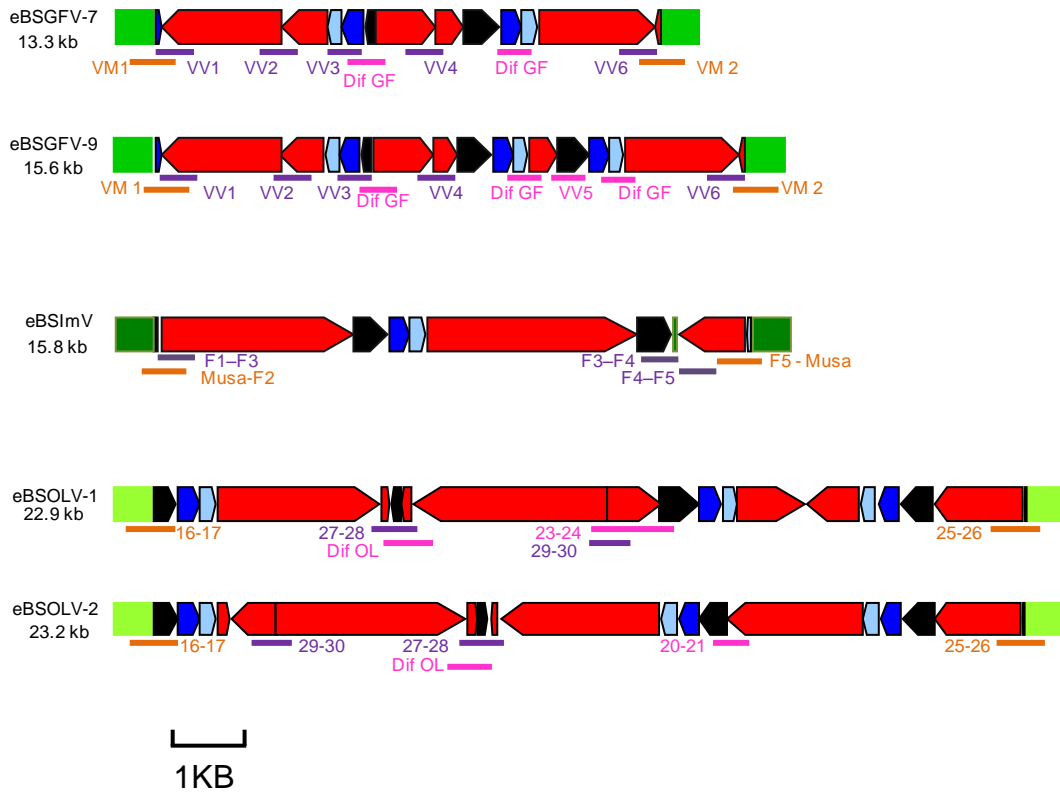 eBSGFV-7
13.3 kb
VM1 VV1 VV2 VV3 Dif GF VV4 Dif GF VV6 VM 2
eBSGFV-9
15.6 kb
VM 1 VV1 VV2 VV3 Dif GF VV4 Dif GF VV5 Dif GF VV6 VM 2
eBSImV
15.8 kb
F1–F3 F3–F4 F5 - Musa
Musa-F2 F4–F5
eBSOLV-1
22.9 kb
16-17 27-28 23-24 25-26
Dif OL 29-30
eBSOLV-2
23.2 kb
16-17 29-30 27-28 20-21 25-26
Dif OL
1KB